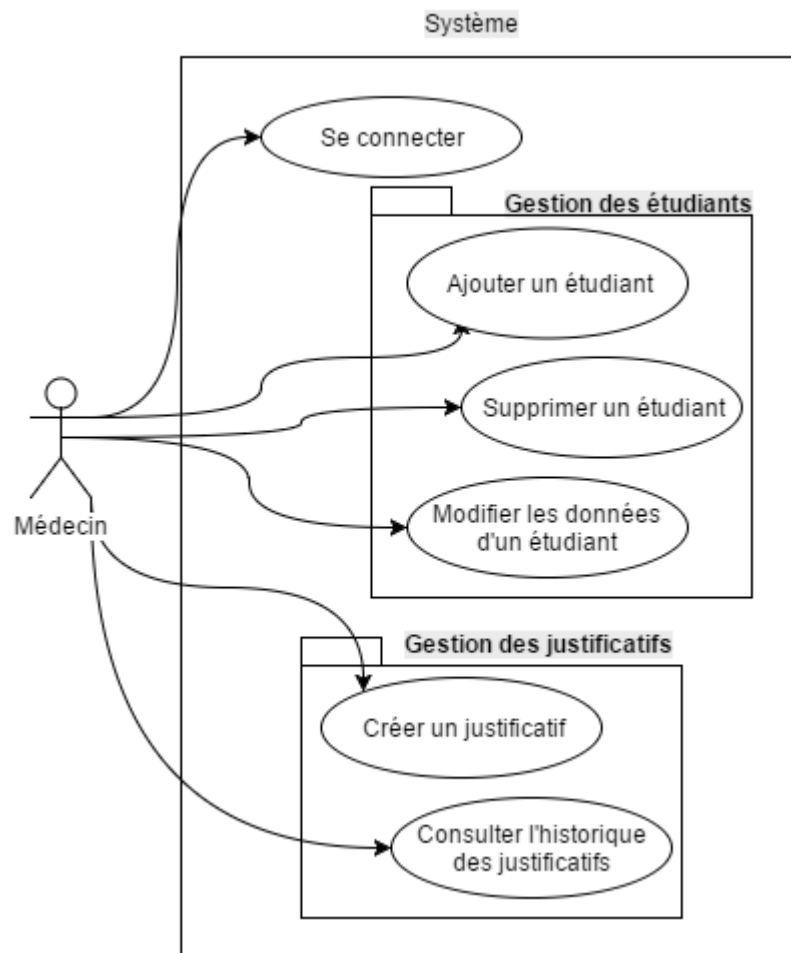 Système
Se connecter
Gestion des étudiants
Ajouter un étudiant
Supprimer un étudiant
Modifier les données
d'un étudiant
Médecin
Gestion des justificatifs
Créer un justificatif
Consulter l'historique
des justificatifs